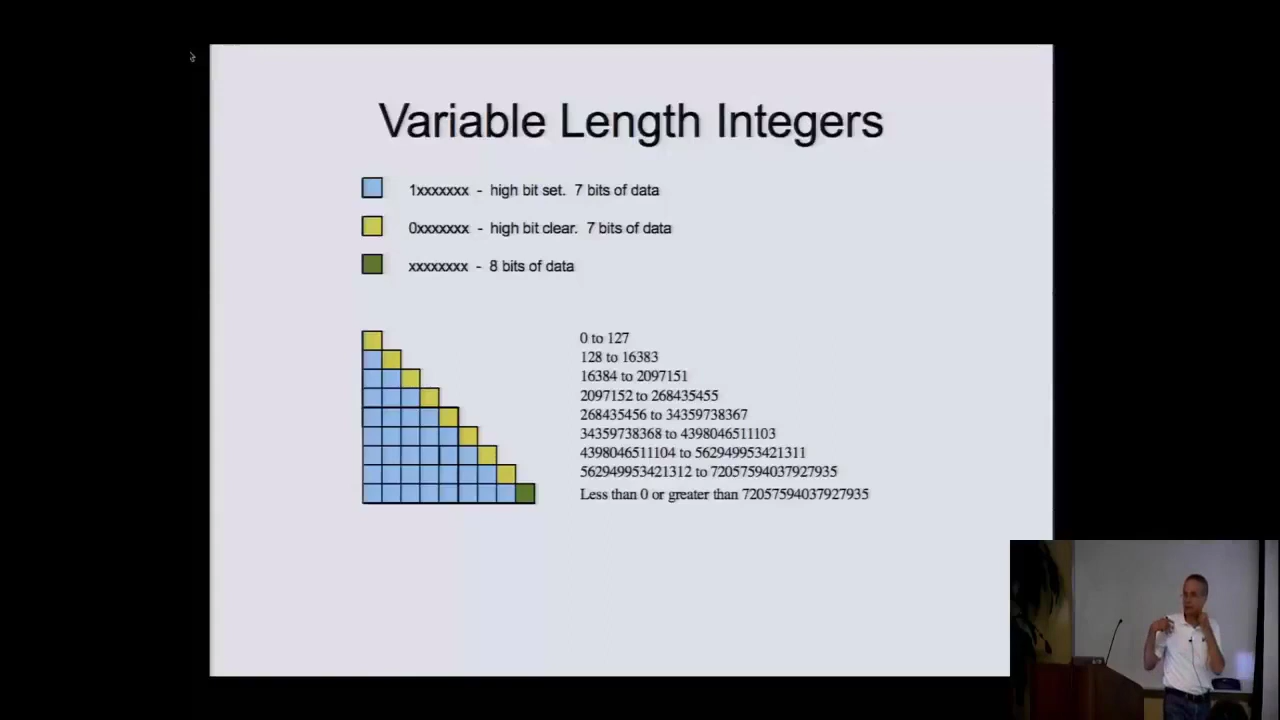 Variable Length Integers
1xxxxxxx - high bit set. 7 bits of data
0xxxxxxx - high bit clear. 7 bits of data
xxxxxxxx - 8 bits of data
0 to 127
128 to 16383
16384 to 2097151
2097152 to 268435455
268435456 to 34359738367
34359738368 to 4398046511103
4398046511104 to 562949953421311
562949953421312 to 72057594037927935
Less than 0 or greater than 72057594037927935